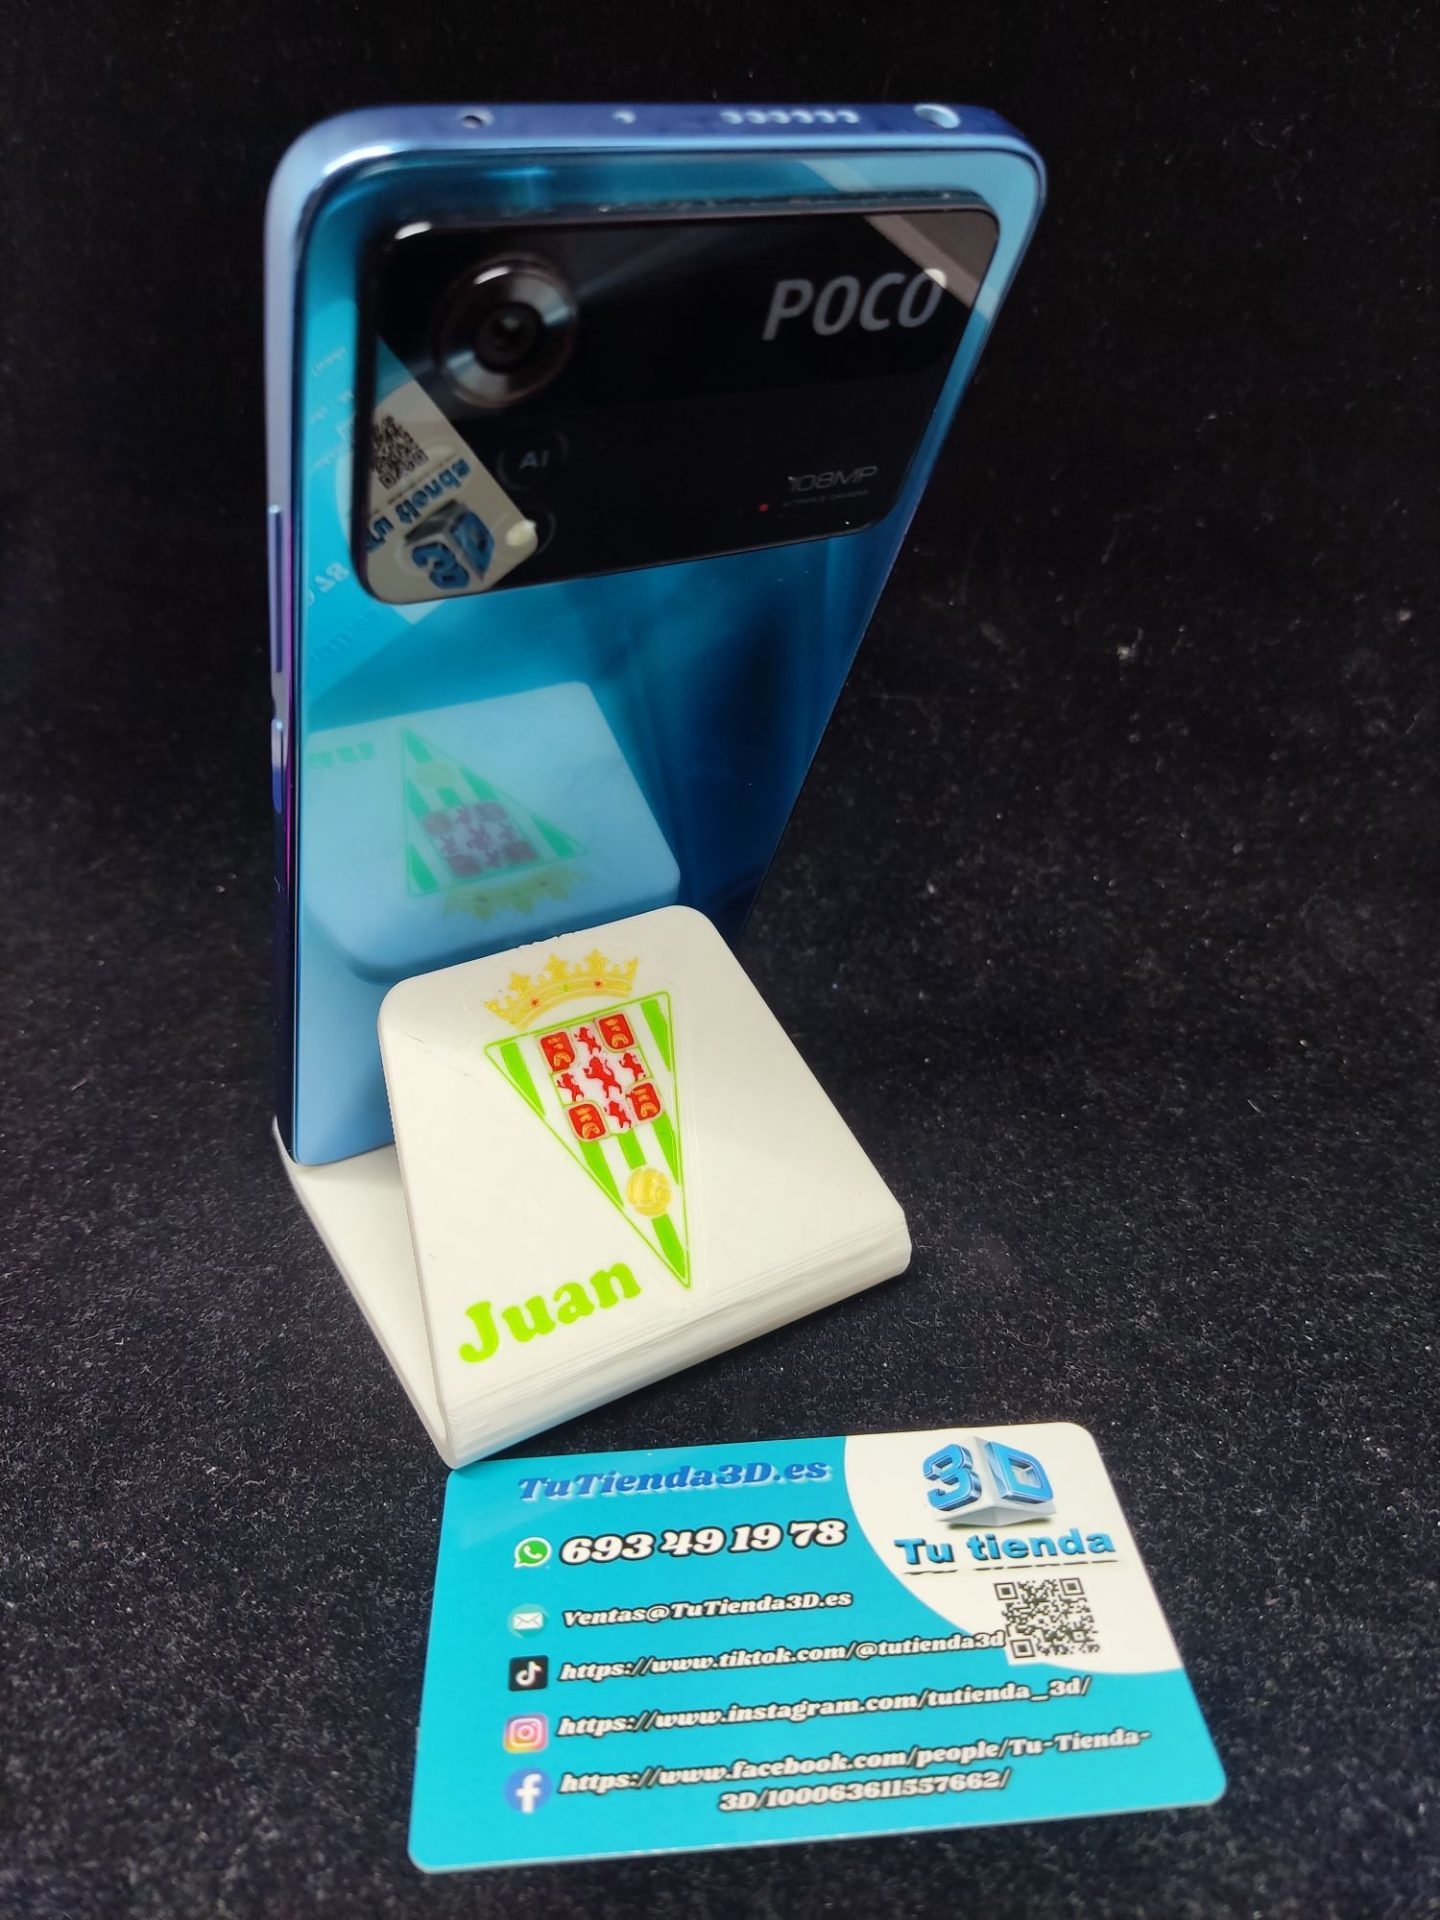 POCO
AI
108MP
Juan
TuTienda3D.es
693 49 19 78
3D
Tu tienda
Ventas@TuTienda3D.es
https://www.tiktok.com/@tutienda3d
https://www.instagram.com/tutienda_3d/
https://www.facebook.com/people/Tu-Tienda-
3D/100063611557662/